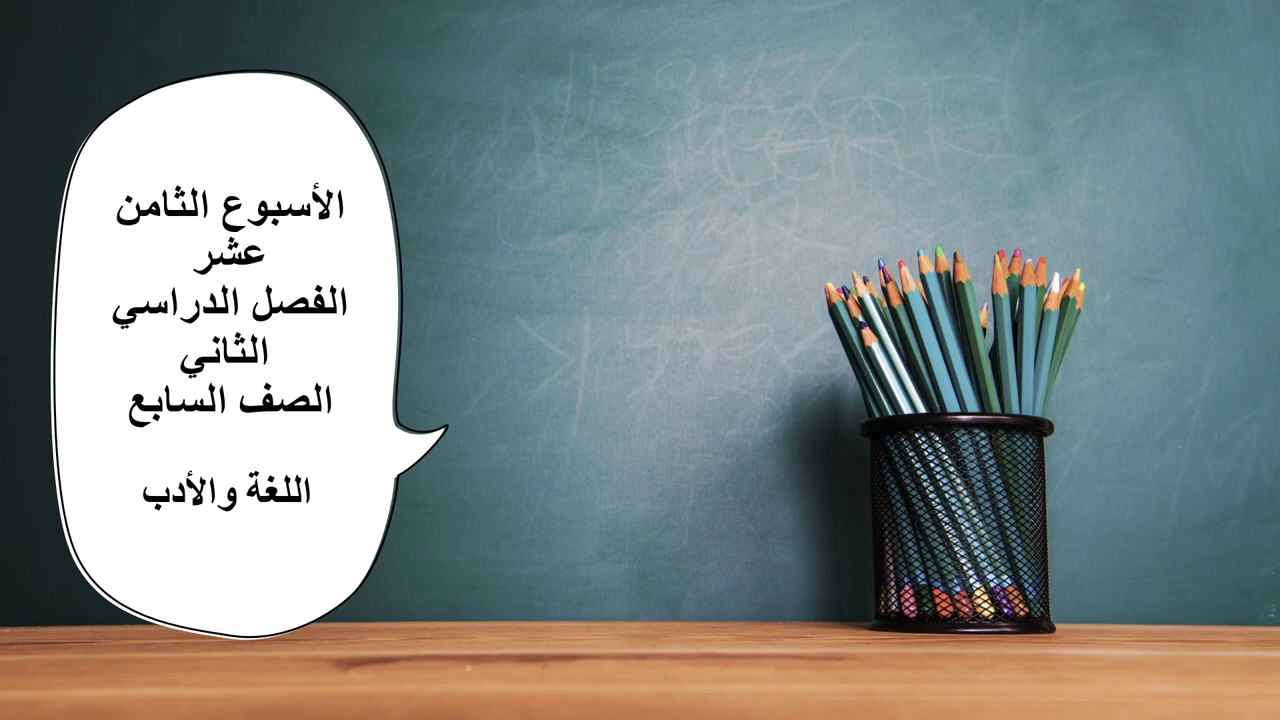 الأسبوع الثامن
عشر
الفصل الدراسي
الثاني
الصف السابع
اللغة والأدب